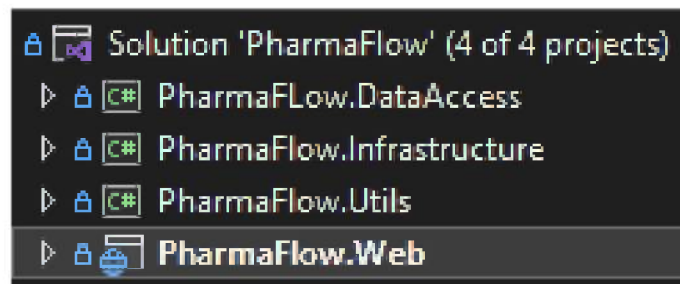 Solution 'PharmaFlow' (4 of 4 projects)
C# PharmaFLow.DataAccess
C# PharmaFlow.Infrastructure
C# PharmaFlow.Utils
PharmaFlow.Web